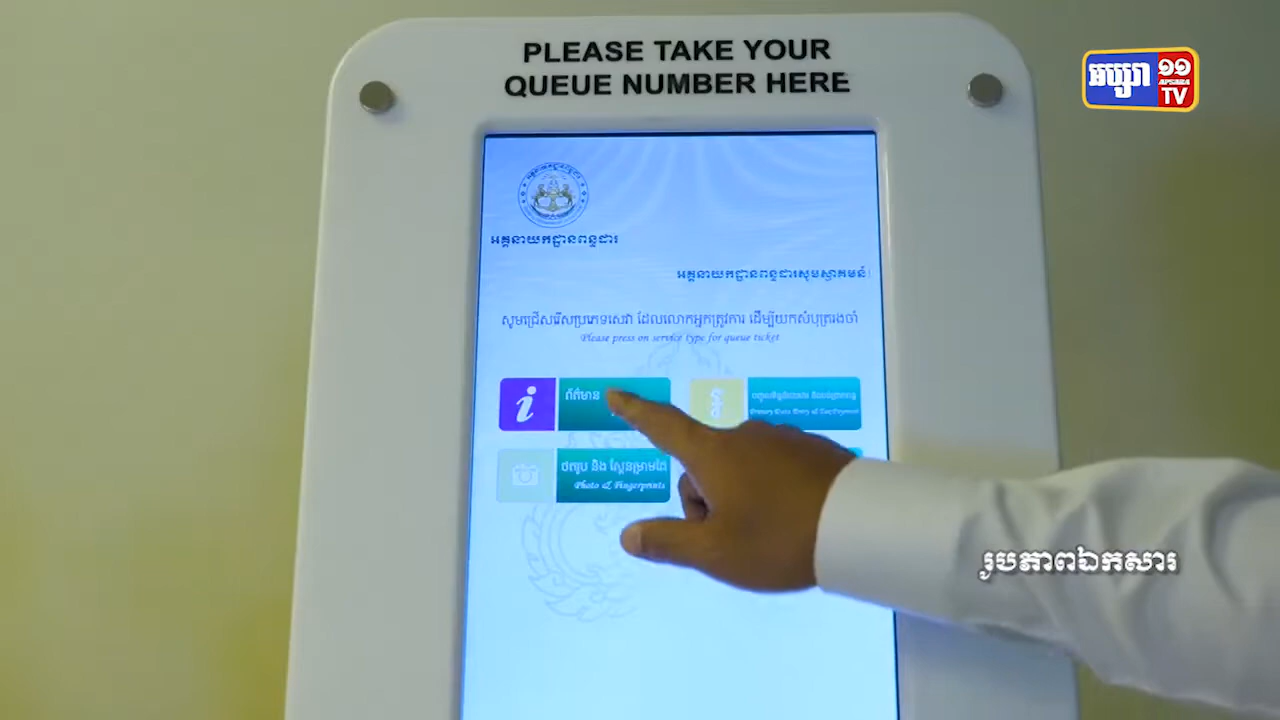 PLEASE TAKE YOUR
QUEUE NUMBER HERE
អប្សរា ១១
TV
អគ្គនាយកដ្ឋានពន្ធដារ
អគ្គនាយកដ្ឋានពន្ធដារសូមស្វាគមន៍!
សូមជ្រើសរើសប្រភេទសេវា ដែលលោកអ្នកត្រូវការ ដើម្បីយកសំបុត្ររង់ចាំ
Please press on service type for queue ticket
ព័ត៌មាន
ថតរូប និង ស្កែនម្រាមដៃ
Photo & Fingerprints
រូបភាពឯកសារ